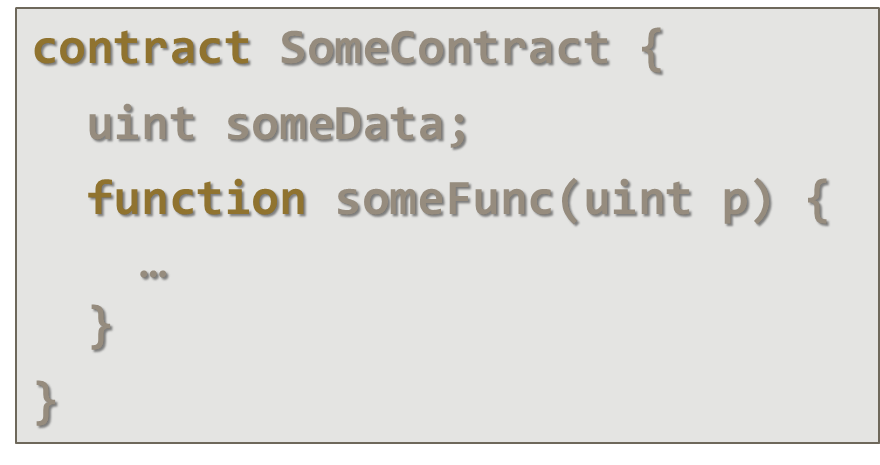 contract SomeContract {
uint someData;
function someFunc(uint p) {
…
}
}